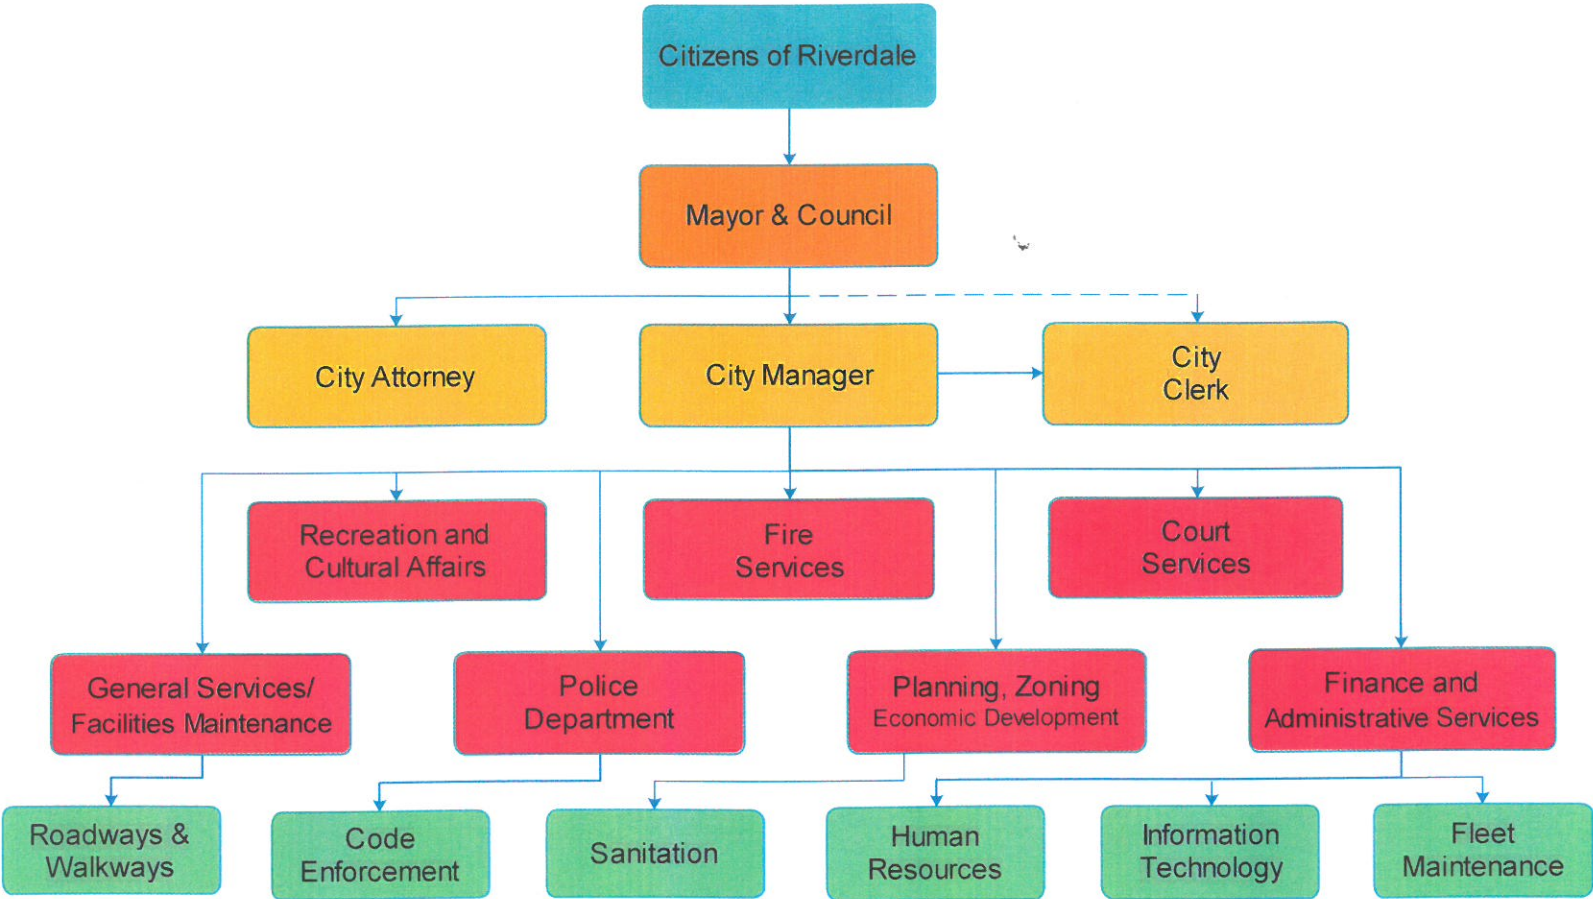 Citizens of Riverdale
Mayor & Council
City Attorney
City Manager
City
Clerk
Recreation and
Cultural Affairs
Fire
Services
Court
Services
General Services/
Facilities Maintenance
Police
Department
Planning, Zoning
Economic Development
Finance and
Administrative Services
Roadways &
Walkways
Code
Enforcement
Sanitation
Human
Resources
Information
Technology
Fleet
Maintenance